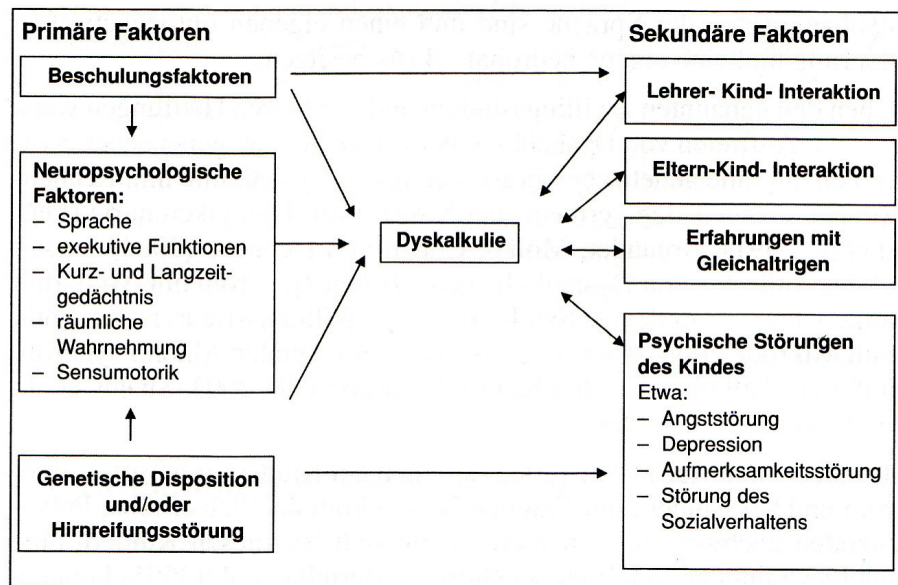 Primäre Faktoren
Beschulungsfaktoren
Neuropsychologische
Faktoren:
– Sprache
– exekutive Funktionen
– Kurz- und Langzeit-
gedächtnis
– räumliche
Wahrnehmung
– Sensumotorik
Genetische Disposition
und/oder
Hirnreifungsstörung
Dyskalkulie
Sekundäre Faktoren
Lehrer- Kind- Interaktion
Eltern-Kind- Interaktion
Erfahrungen mit
Gleichaltrigen
Psychische Störungen
des Kindes
Etwa:
– Angststörung
– Depression
– Aufmerksamkeitsstörung
– Störung des
Sozialverhaltens